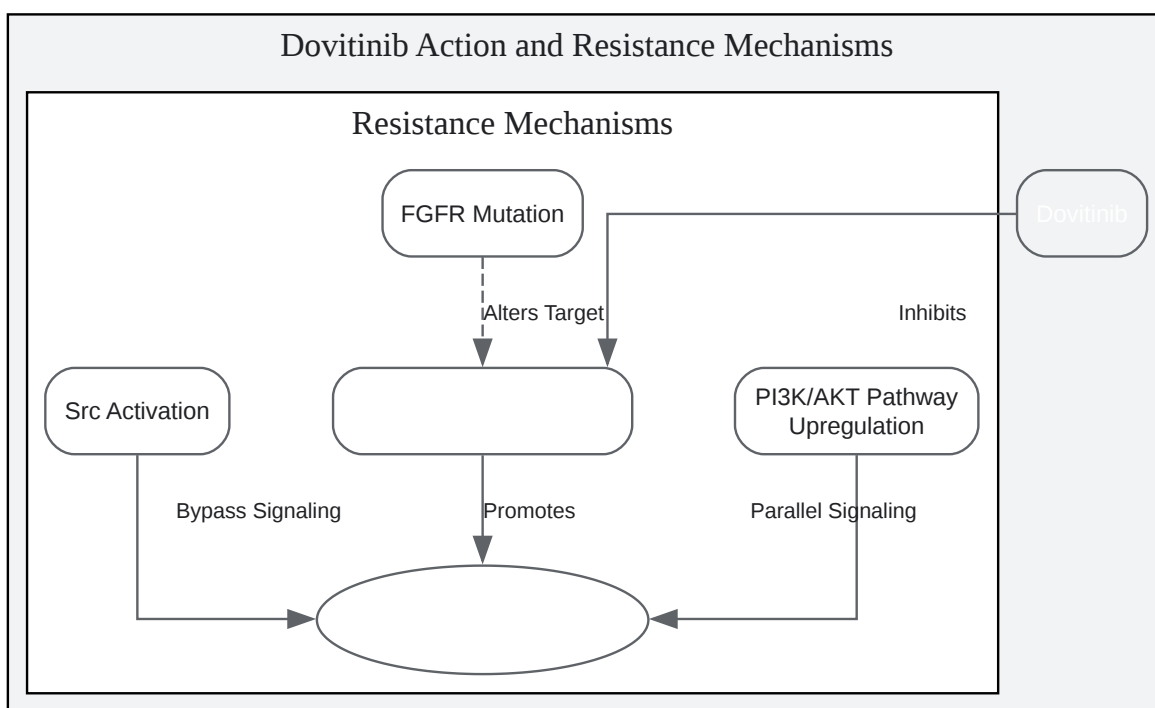 Dovitinib Action and Resistance Mechanisms
Resistance Mechanisms
FGFR Mutation
Dovitinib
Alters Target
Inhibits
Src Activation
PI3K/AKT Pathway
Upregulation
Bypass Signaling
Promotes
Parallel Signaling